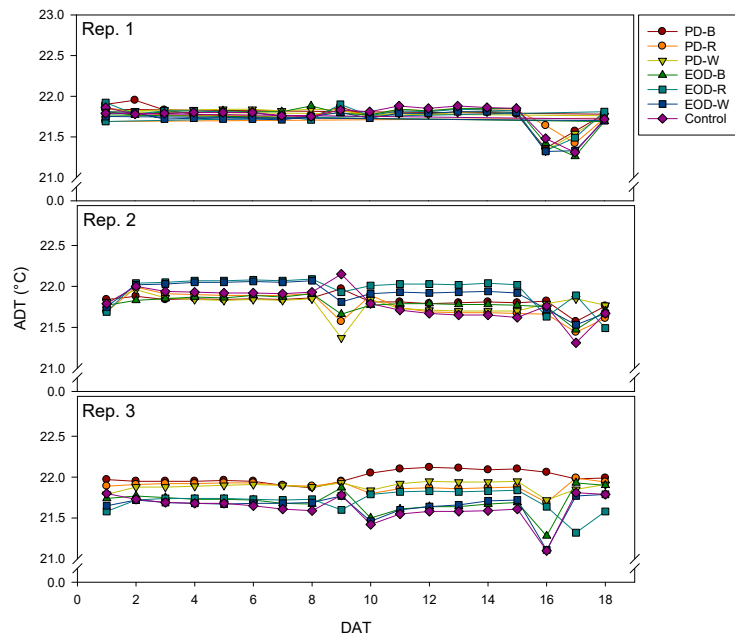 23.0
Rep. 1
22.5
22.0
21.5
21.0
0.0
PD-B
PD-R
PD-W
EOD-B
EOD-R
EOD-W
Control
Rep. 2
22.5
22.0
21.5
21.0
0.0
ADT (°C)
Rep. 3
22.5
22.0
21.5
21.0
0.0
0 2 4 6 8 10 12 14 16 18
DAT